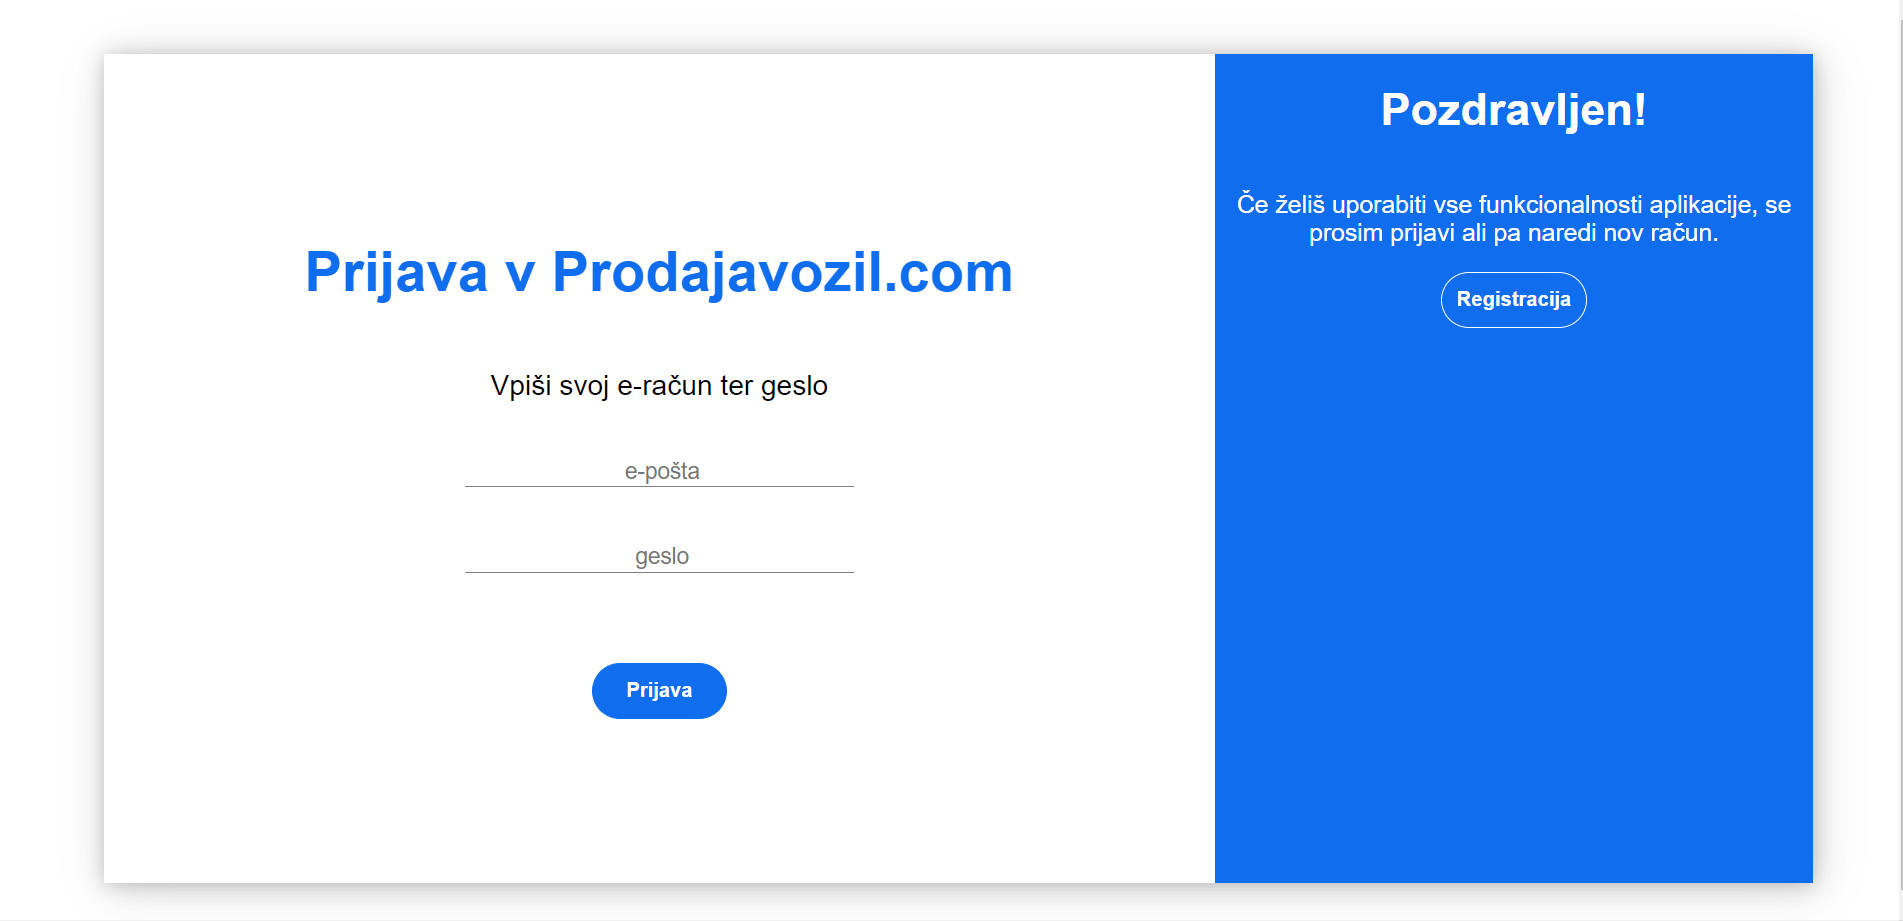 Prijava v Prodajavozil.com
Vpiši svoj e-račun ter geslo
e-pošta
geslo
Prijava
Pozdravljen!
Če želiš uporabiti vse funkcionalnosti aplikacije, se
prosim prijavi ali pa naredi nov račun.
Registracija